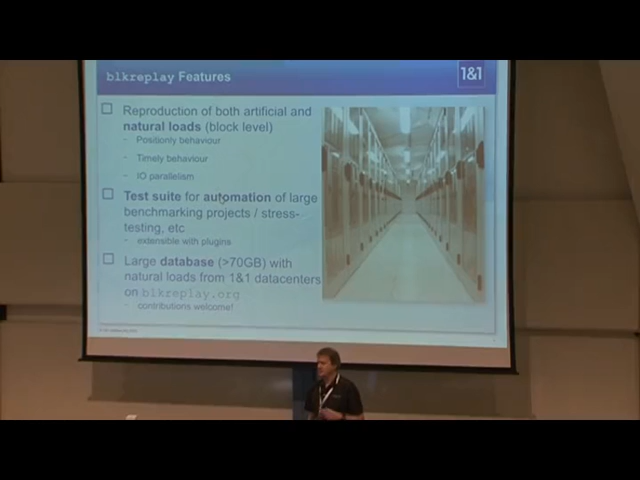 blkreplay Features
1&1
Reproduction of both artificial and
natural loads (block level)
- Positionly behaviour
- Timely behaviour
- IO parallelism
Test suite for automation of large
benchmarking projects / stress-
testing, etc
- extensible with plugins
Large database (>70GB) with
natural loads from 1&1 datacenters
on blkreplay.org
- contributions welcome!